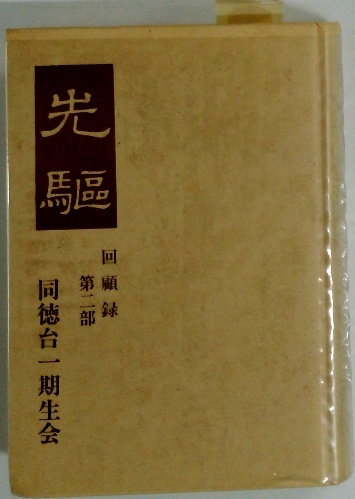 先驅
回顧録
第二部
同徳台一期生会